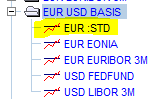 EUR USD BASIS
EUR :STD
EUR EONIA
EUR EURIBOR 3M
USD FEDFUND
USD LIBOR 3M